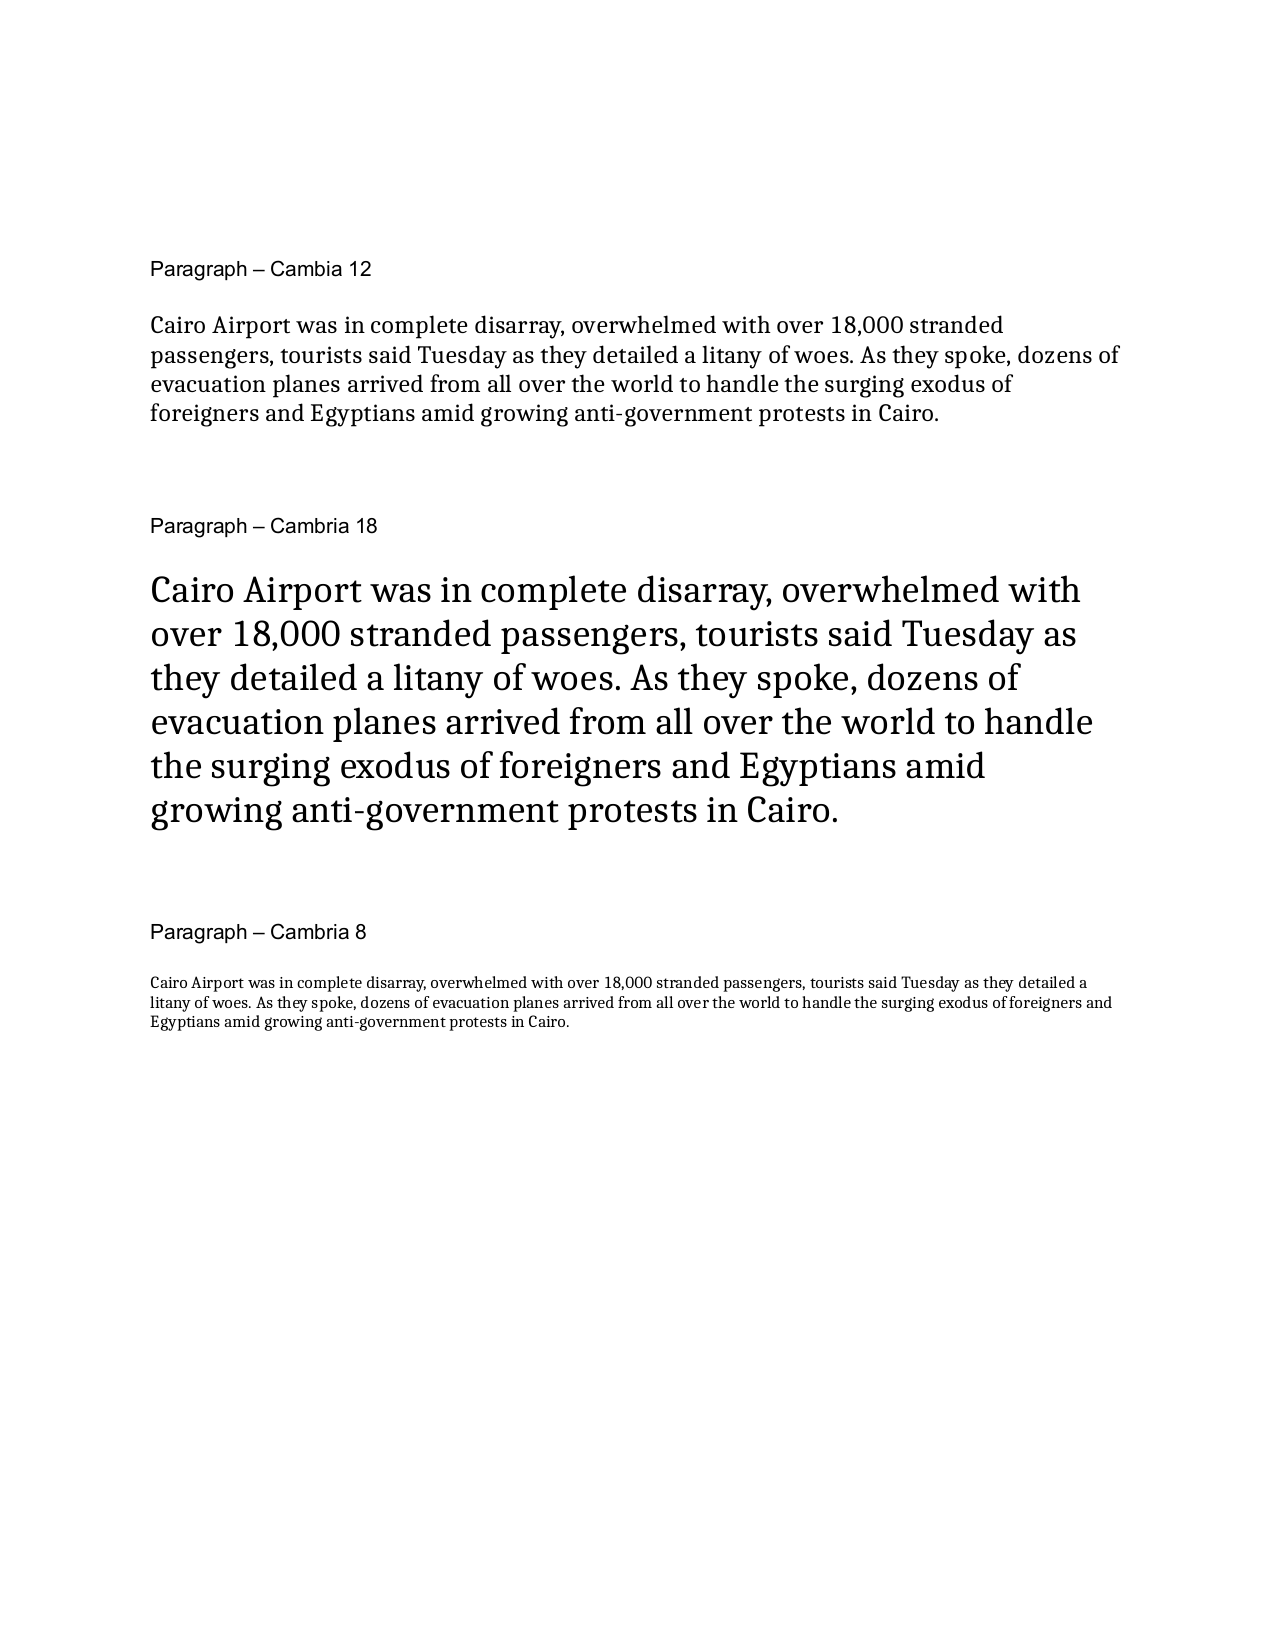 Paragraph – Cambia 12
Cairo Airport was in complete disarray, overwhelmed with over 18,000 stranded
passengers, tourists said Tuesday as they detailed a litany of woes. As they spoke, dozens of
evacuation planes arrived from all over the world to handle the surging exodus of
foreigners and Egyptians amid growing anti-government protests in Cairo.
Paragraph – Cambria 18
Cairo Airport was in complete disarray, overwhelmed with
over 18,000 stranded passengers, tourists said Tuesday as
they detailed a litany of woes. As they spoke, dozens of
evacuation planes arrived from all over the world to handle
the surging exodus of foreigners and Egyptians amid
growing anti-government protests in Cairo.
Paragraph – Cambria 8
Cairo Airport was in complete disarray, overwhelmed with over 18,000 stranded passengers, tourists said Tuesday as they detailed a
litany of woes. As they spoke, dozens of evacuation planes arrived from all over the world to handle the surging exodus of foreigners and
Egyptians amid growing anti-government protests in Cairo.